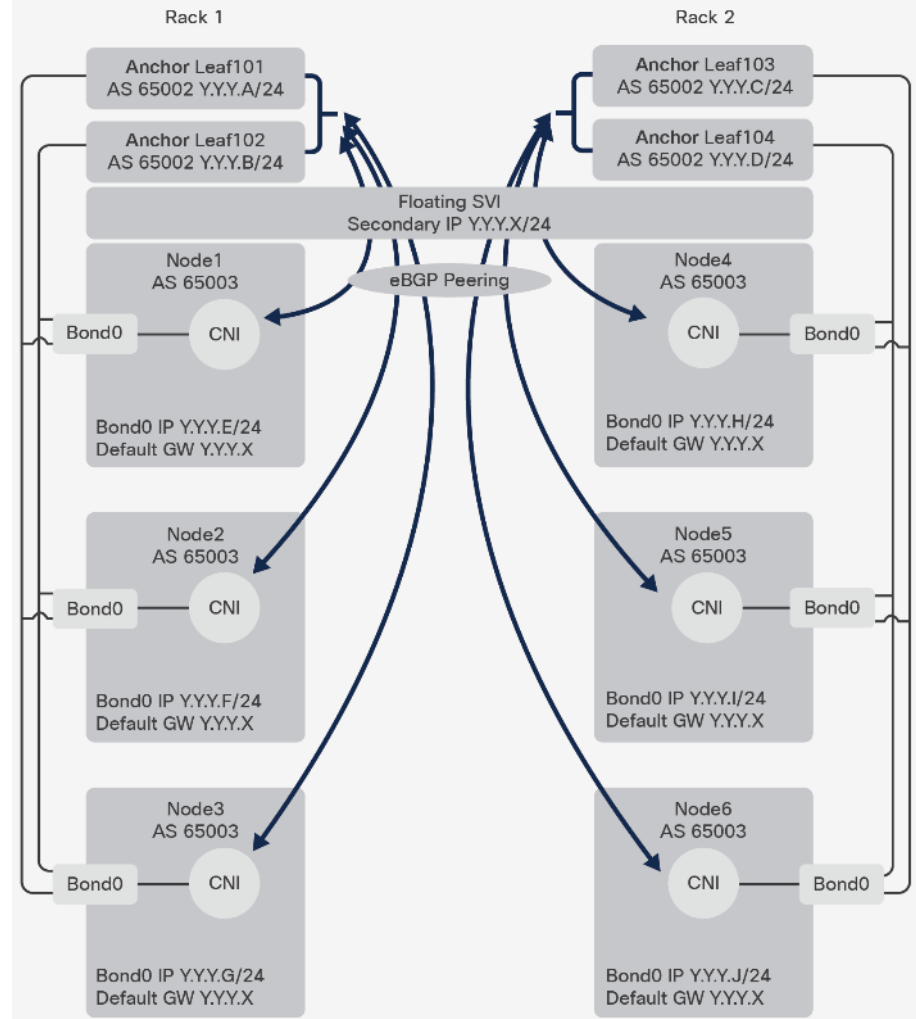 Rack 1
Rack 2
Anchor Leaf101
AS 65002 Y.Y.Y.A/24
Anchor Leaf103
AS 65002 Y.Y.Y.C/24
Anchor Leaf102
AS 65002 Y.Y.Y.B/24
Anchor Leaf104
AS 65002 Y.Y.Y.D/24
Floating SVI
Secondary IP Y.Y.Y.X/24
eBGP Peering
Node1
AS 65003
Bond0
CNI
Bond0 IP Y.Y.Y.E/24
Default GW Y.Y.Y.X
Node4
AS 65003
CNI
Bond0
Bond0 IP Y.Y.Y.H/24
Default GW Y.Y.Y.X
Node2
AS 65003
Bond0
CNI
Bond0 IP Y.Y.Y.F/24
Default GW Y.Y.Y.X
Node5
AS 65003
CNI
Bond0
Bond0 IP Y.Y.Y.I/24
Default GW Y.Y.Y.X
Node3
AS 65003
Bond0
CNI
Bond0 IP Y.Y.Y.G/24
Default GW Y.Y.Y.X
Node6
AS 65003
CNI
Bond0
Bond0 IP Y.Y.Y.J/24
Default GW Y.Y.Y.X